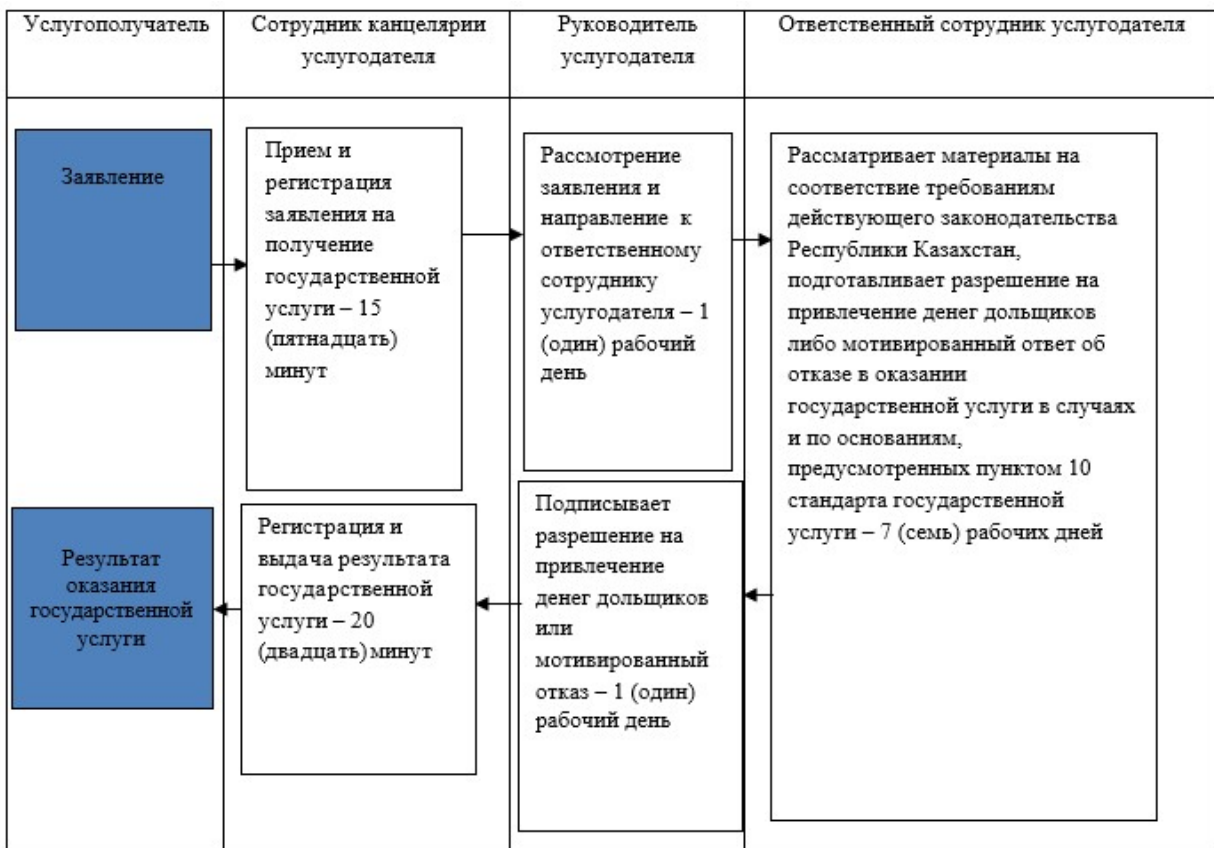 Услугополучатель
Сотрудник канцелярии
услугодателя
Руководитель
услугодателя
Ответственный сотрудник услугодателя
Заявление
Прием и
регистрация
заявления на
получение
государственной
услуги – 15
(пятнадцать)
минут
Рассмотрение
заявления и
направление к
ответственному
сотруднику
услугодателя – 1
(один) рабочий
день
Рассматривает материалы на
соответствие требованиям
действующего законодательства
Республики Казахстан,
подготавливает разрешение на
привлечение денег дольщиков
либо мотивированный ответ об
отказе в оказании
государственной услуги в случаях
и по основаниям,
предусмотренных пунктом 10
стандарта государственной
услуги – 7 (семь) рабочих дней
Подписывает
разрешение на
привлечение
денег дольщиков
или
мотивированный
отказ – 1 (один)
рабочий день
Регистрация и
выдача результата
государственной
услуги – 20
(двадцать) минут
Результат
оказания
государственной
услуги